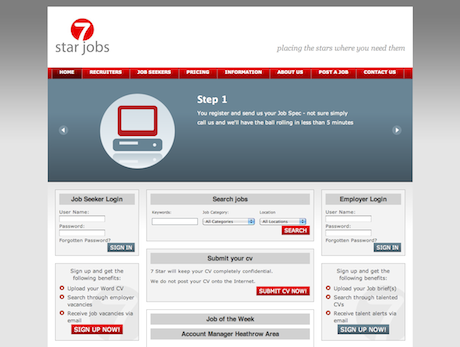 7
star jobs
placing the stars where you need them
HOME RECRUITERS JOB SEEKERS PRICING INFORMATION ABOUT US POST A JOB CONTACT US
Step 1
You register and send us your Job Spec - not sure simply
call us and we'll have the ball rolling in less than 5 minutes
Job Seeker Login
User Name:
Password:
Forgotten Password?
SIGN IN
Sign up and get the
following benefits:
Upload your Word CV
Search through employer
vacancies
Receive job vacancies via
email
SIGN UP NOW!
Search jobs
Keywords: Job Category: Location
All Categories All Locations
SEARCH
Submit your cv
7 Star will keep your CV completely confidential.
We do not post your CV onto the Internet.
SUBMIT CV NOW!
Job of the Week
Account Manager Heathrow Area
Employer Login
User Name:
Password:
Forgotten Password?
SIGN IN
Sign up and get the
following benefits:
Upload your Job brief(s)
Search through talented
CVs
Receive talent alerts via
email
SIGN UP NOW!